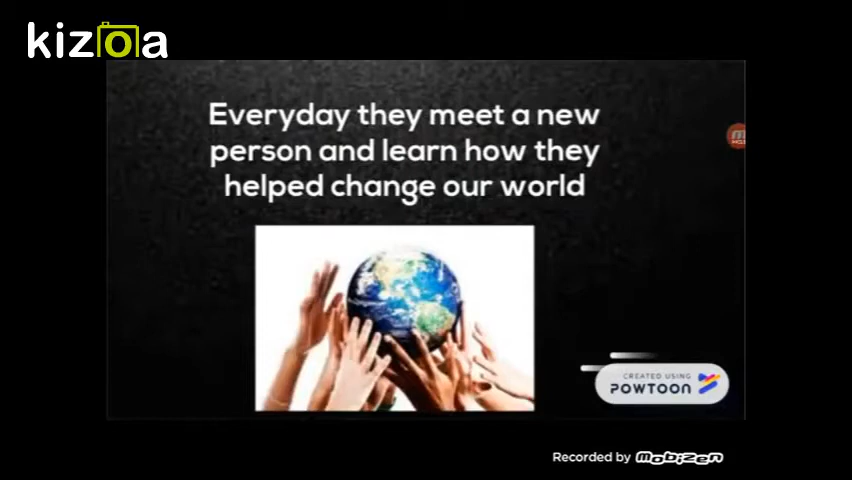 kizoa
Everyday they meet a new
person and learn how they
helped change our world
CREATED USING
POWTOON
Recorded by MOBIZEN